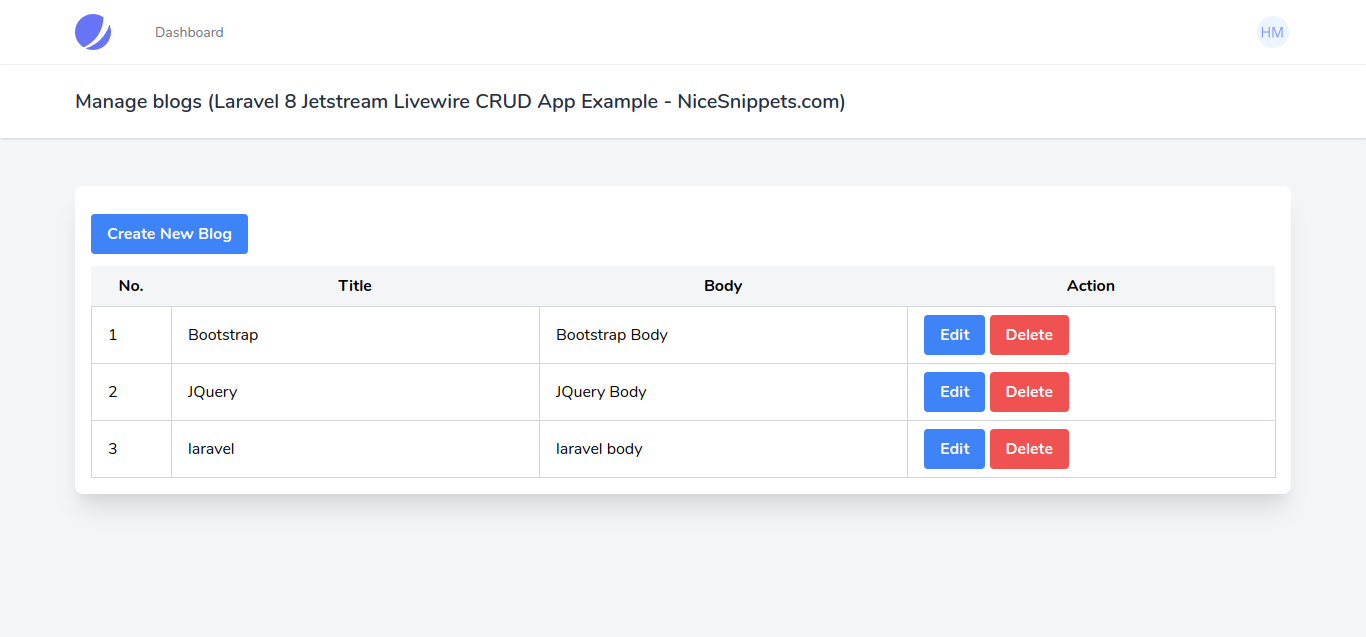 Dashboard HM
Manage blogs (Laravel 8 Jetstream Livewire CRUD App Example - NiceSnippets.com)
Create New Blog
No. Title Body Action
1 Bootstrap Bootstrap Body Edit Delete
2 JQuery JQuery Body Edit Delete
3 laravel laravel body Edit Delete